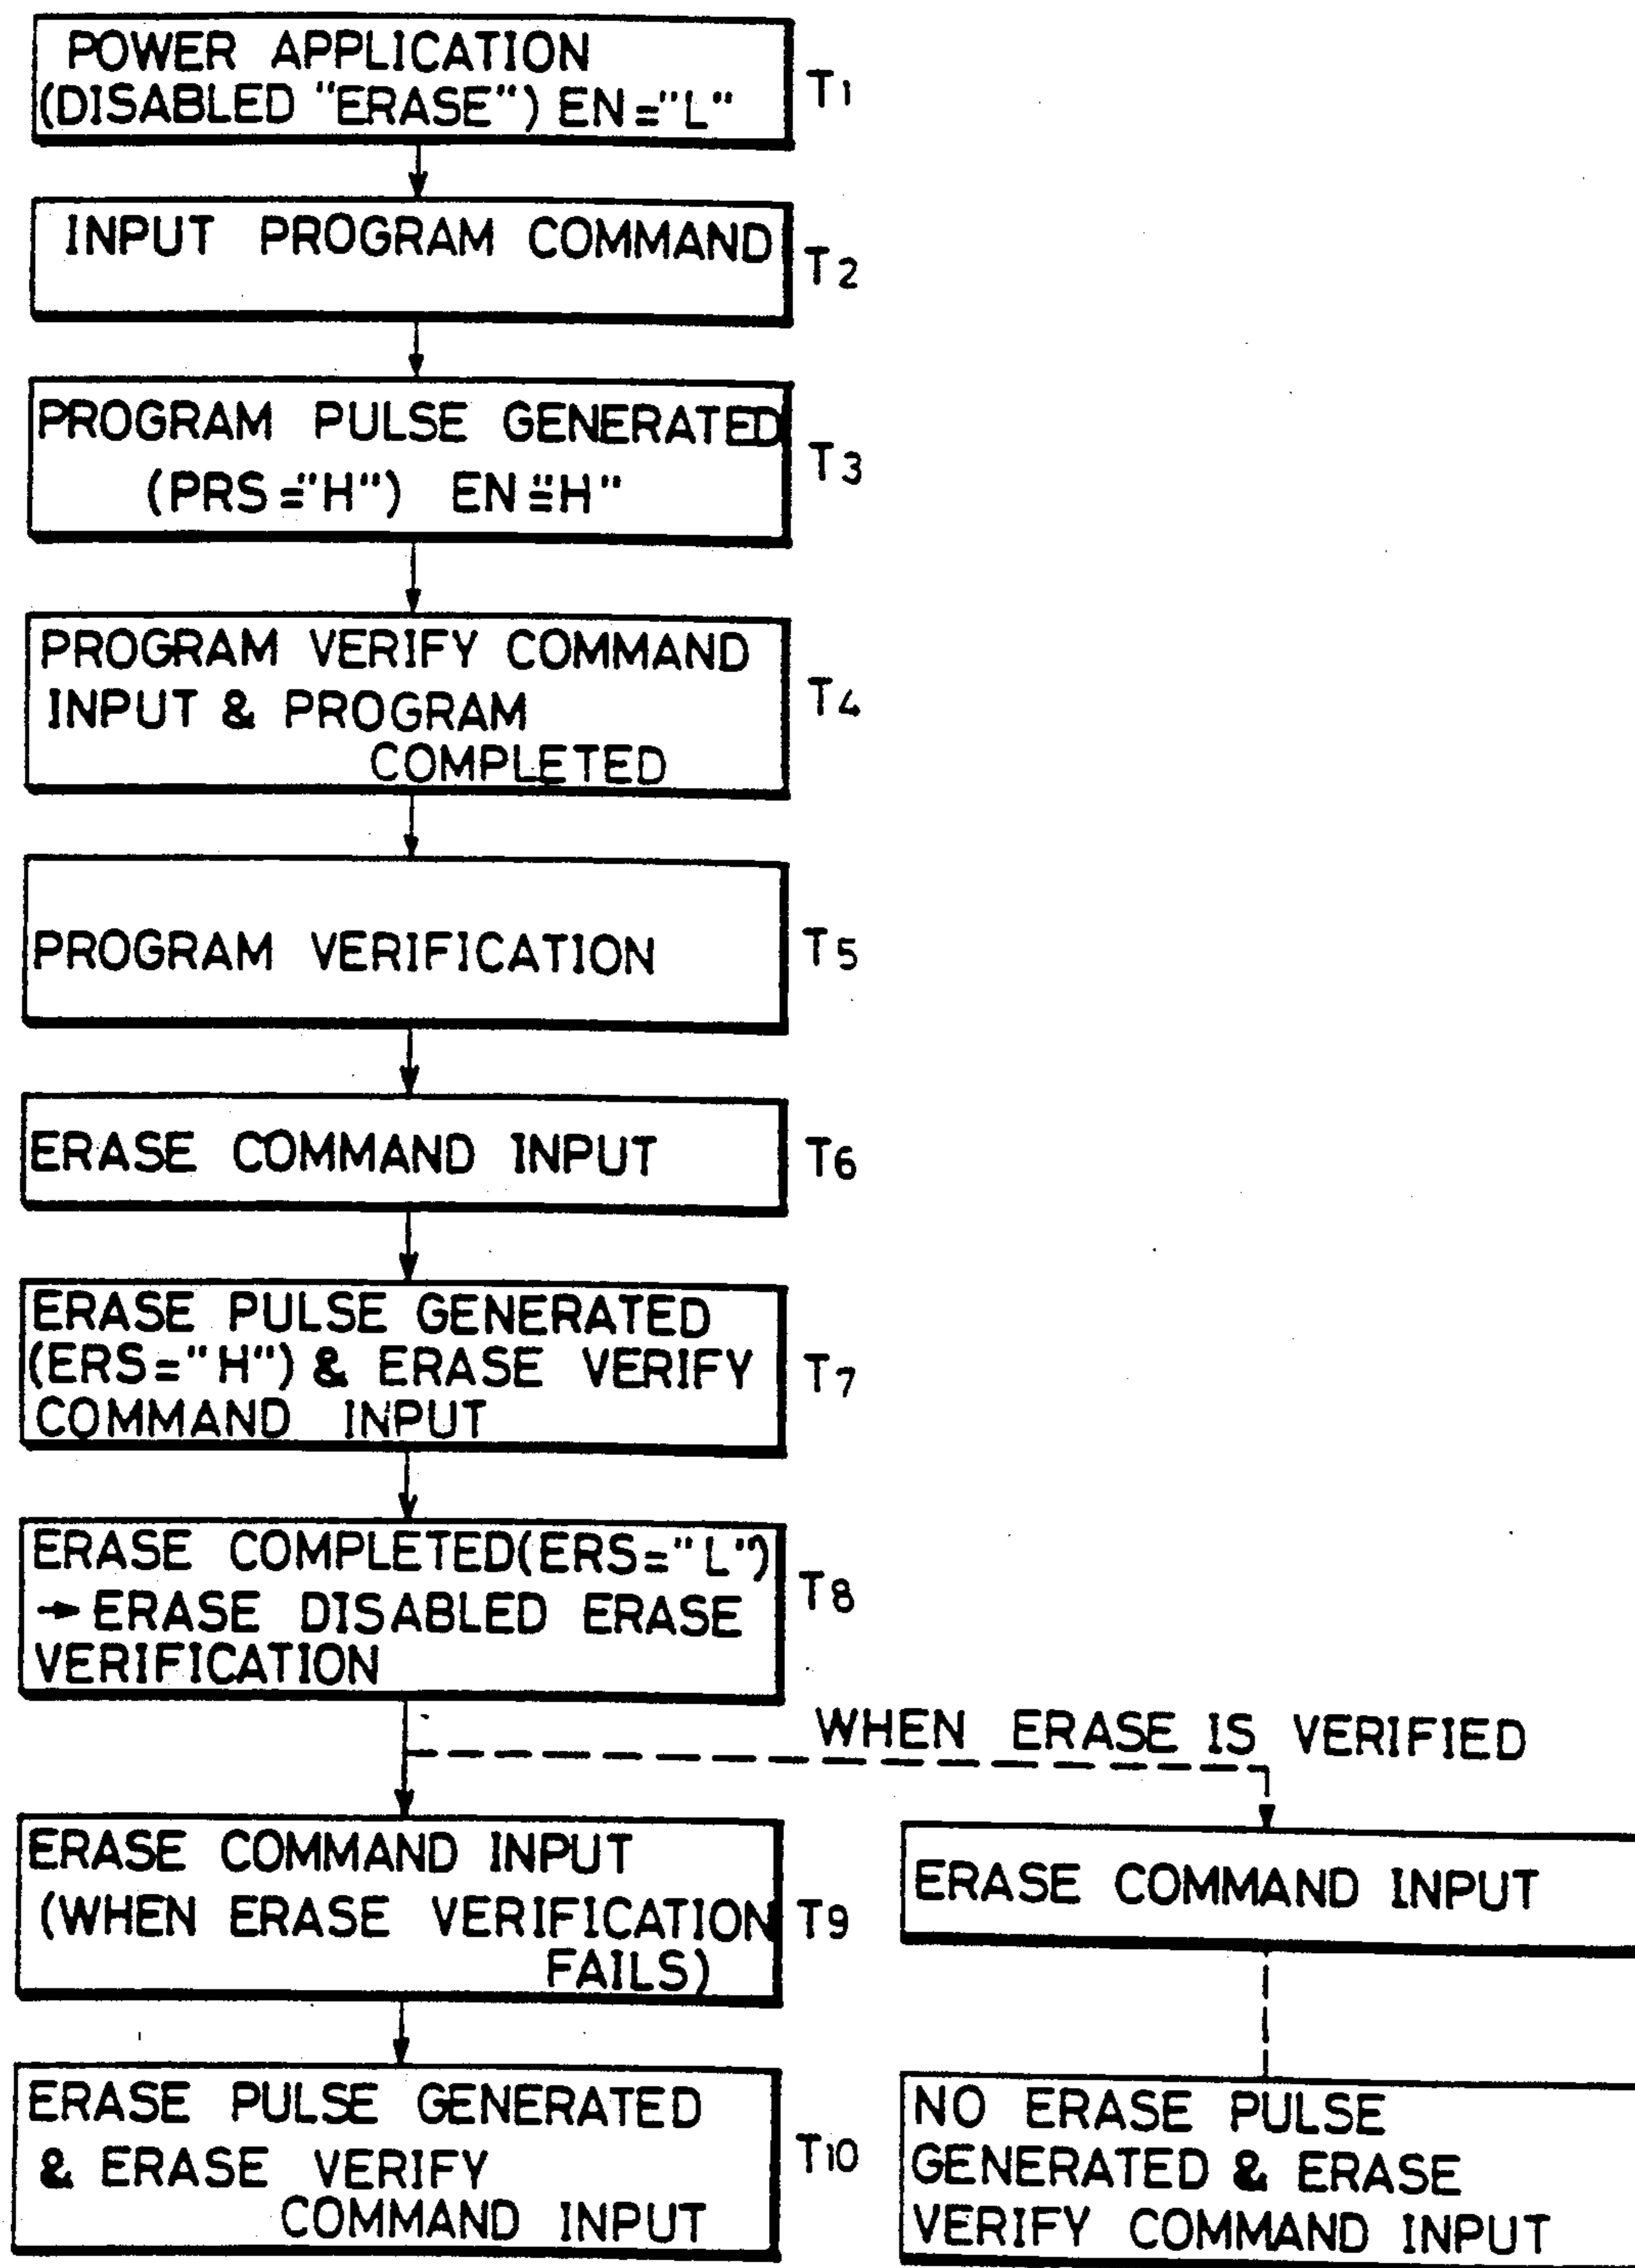 POWER APPLICATION
(DISABLED "ERASE") EN="L"
T1
INPUT PROGRAM COMMAND
T2
PROGRAM PULSE GENERATED
(PRS="H") EN="H"
T3
PROGRAM VERIFY COMMAND
INPUT & PROGRAM
COMPLETED
T4
PROGRAM VERIFICATION
T5
ERASE COMMAND INPUT
T6
ERASE PULSE GENERATED
(ERS="H") & ERASE VERIFY
COMMAND INPUT
T7
ERASE COMPLETED(ERS="L")
→ ERASE DISABLED ERASE
VERIFICATION
T8
WHEN ERASE IS VERIFIED
ERASE COMMAND INPUT
(WHEN ERASE VERIFICATION
FAILS)
T9
ERASE COMMAND INPUT
ERASE PULSE GENERATED
& ERASE VERIFY
COMMAND INPUT
T10
NO ERASE PULSE
GENERATED & ERASE
VERIFY COMMAND INPUT